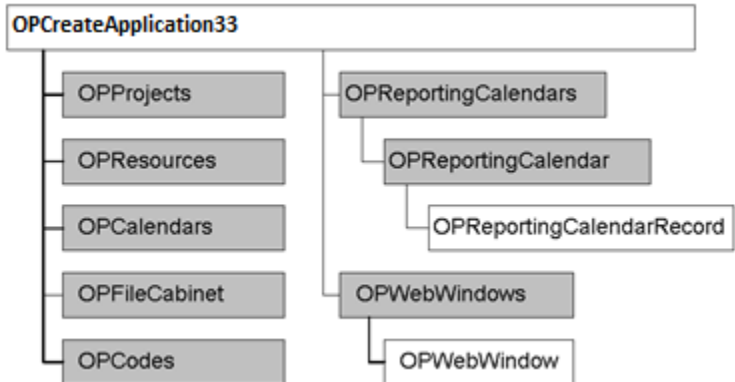 OPCreateApplication33
OPProjects
OPResources
OPCalendars
OPFileCabinet
OPCodes
OPReportingCalendars
OPReportingCalendar
OPReportingCalendarRecord
OPWebWindows
OPWebWindow